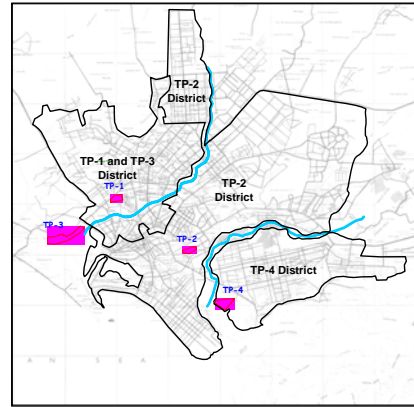 TP-2
District
TP-1 and TP-3
District
TP-1
TP-2
District
TP-3
TP-2
TP-4 District
TP-4
A N   S E A